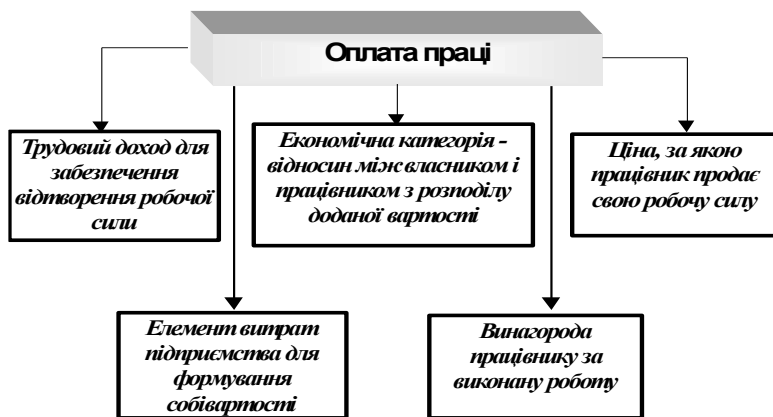 Оплата праці
Трудовий доход для
забезпечення
відтворення робочої
сили
Економічна категорія -
відносин між власником і
працівником з розподілу
доданої вартості
Ціна, за якою
працівник продає
свою робочу силу
Елемент витрат
підприємства для
формування
собівартості
Винагорода
працівнику за
виконану роботу